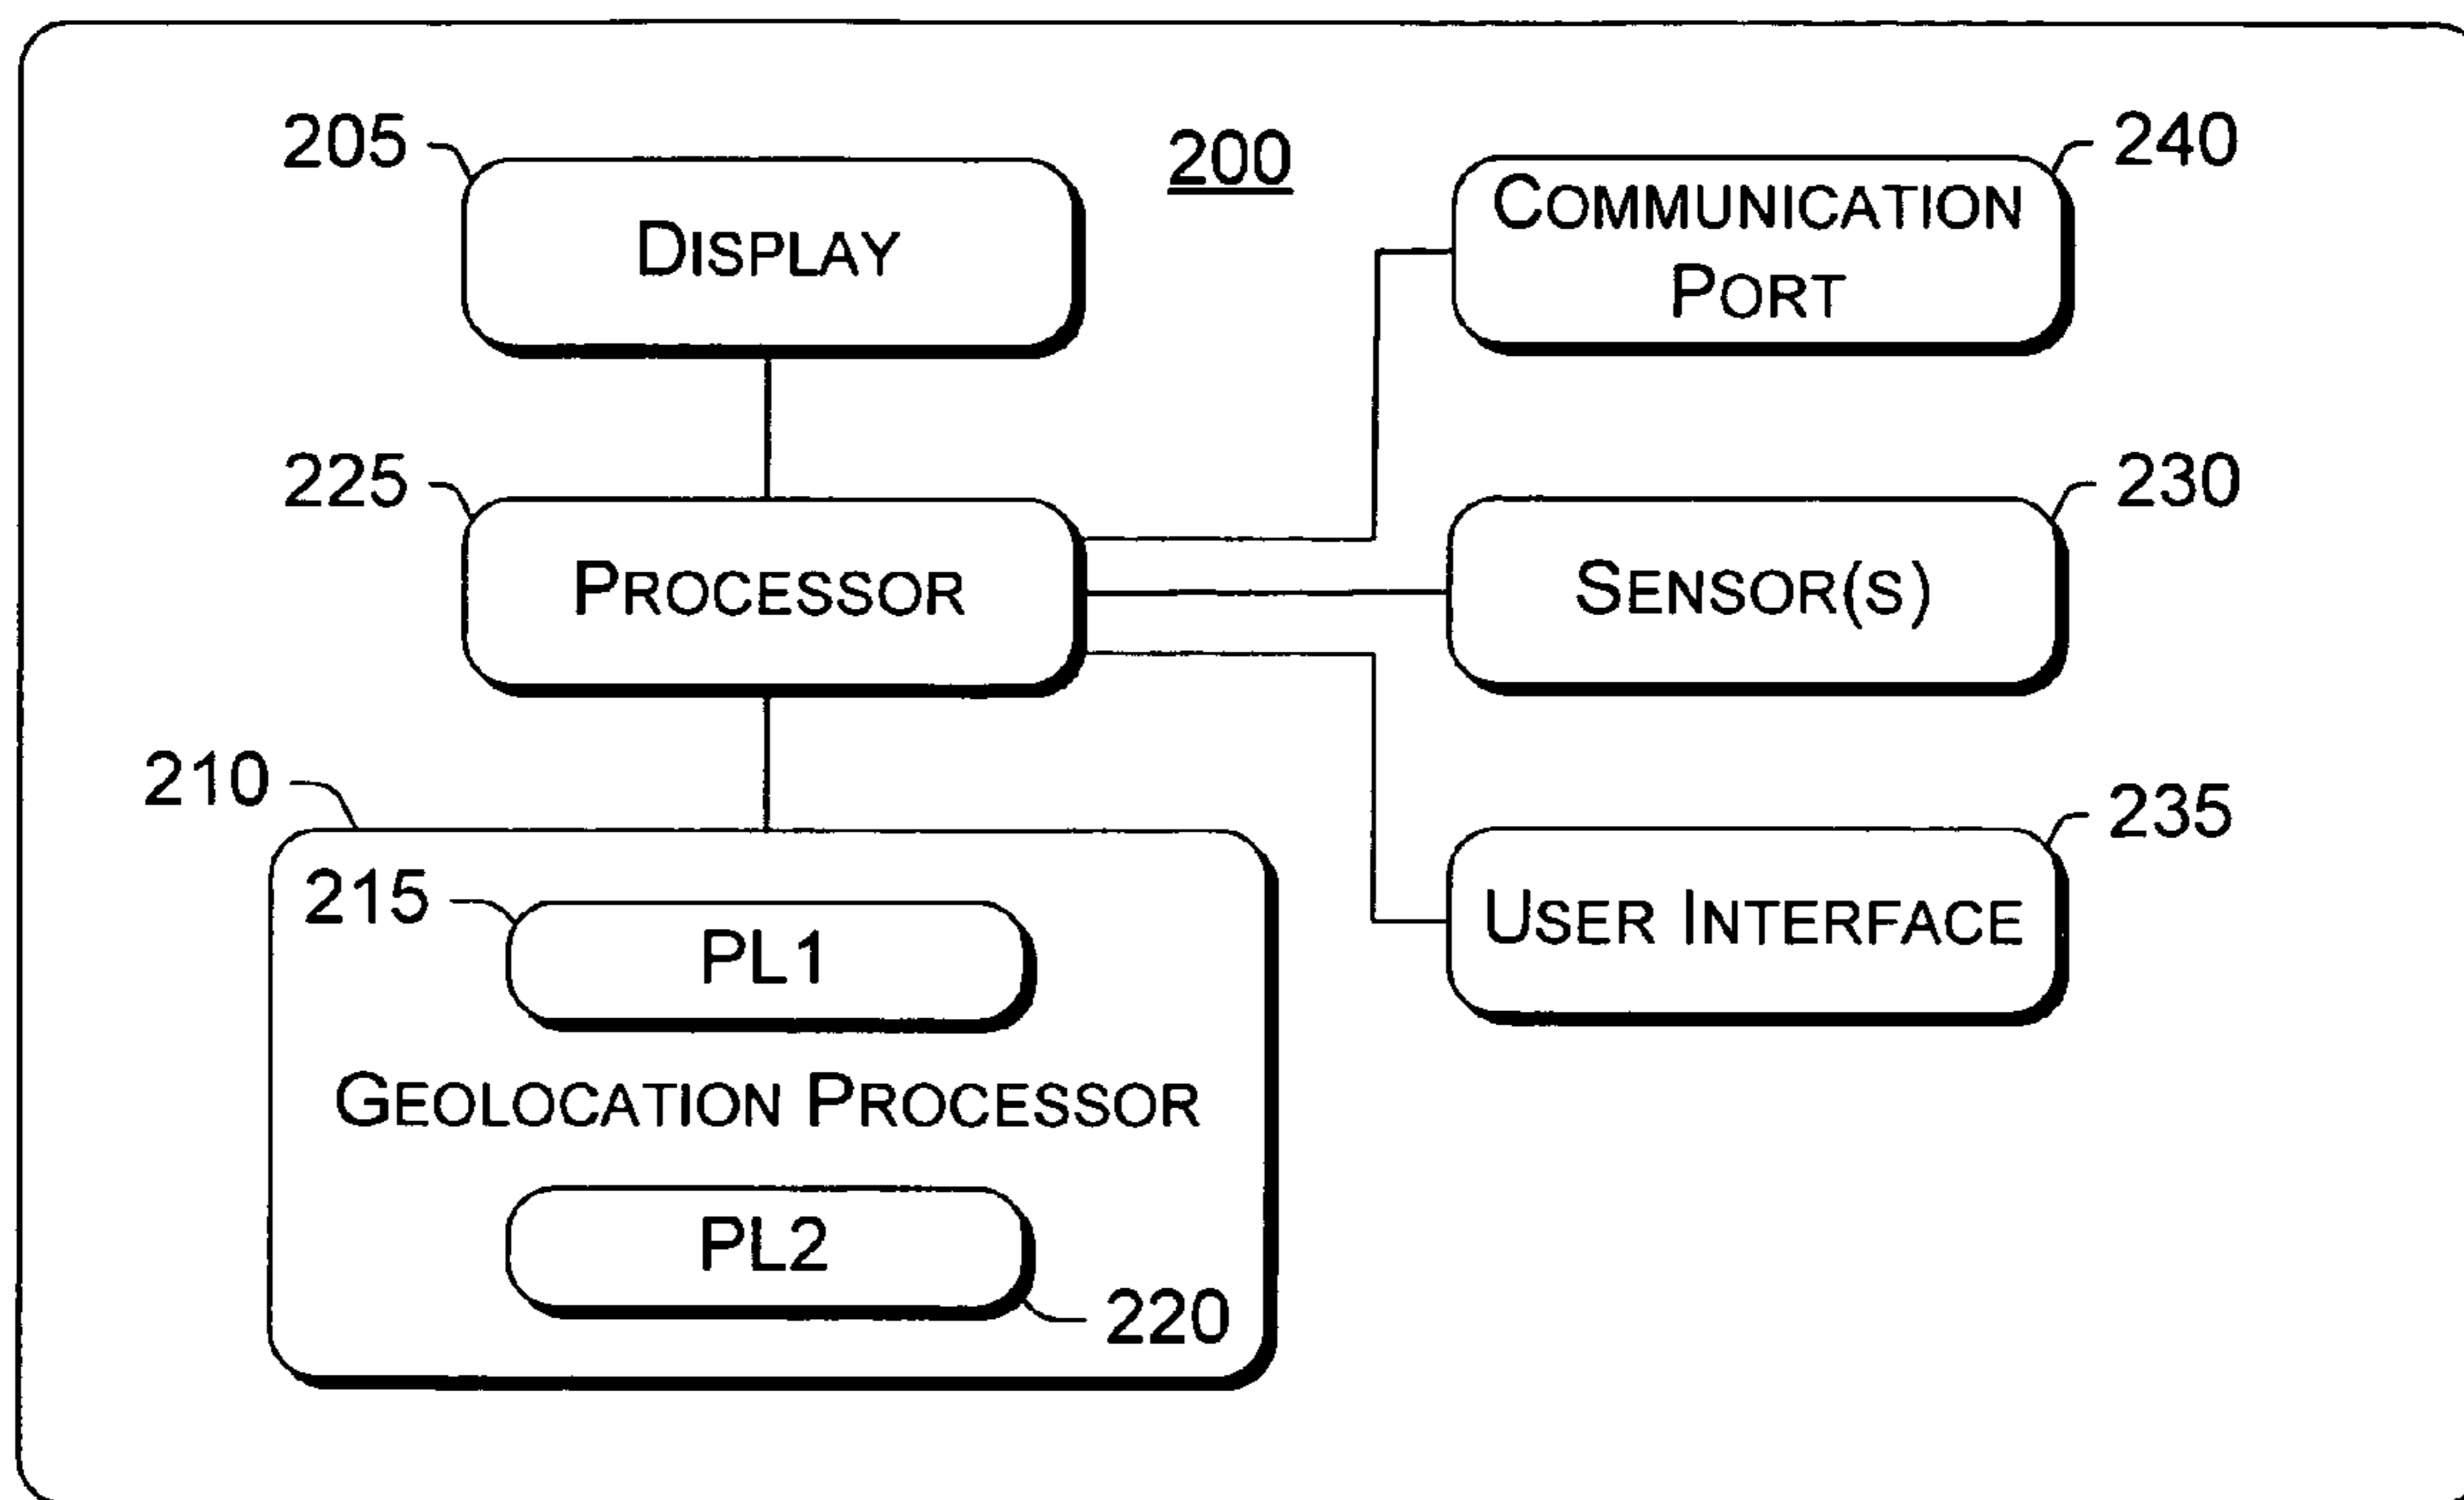 205
DISPLAY
200
240
COMMUNICATION
PORT
225
PROCESSOR
230
SENSOR(S)
210
215
PL1
GEOLOCATION PROCESSOR
PL2
220
235
USER INTERFACE